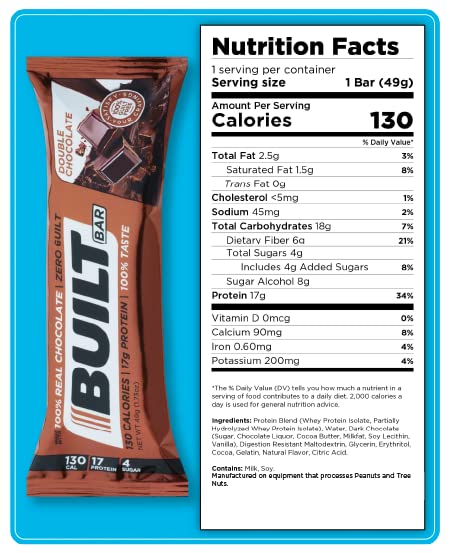 DOUBLE
CHOCOLATE
100% REAL CHOCOLATE | ZERO GUILT
BUILT
BAR
130 CALORIES | 17g PROTEIN | 100% TASTE
NET WT 49g (1.73oz)
130
CAL
17
PROTEIN
4
SUGAR
Nutrition Facts
1 serving per container
Serving size 1 Bar (49g)
Amount Per Serving
Calories 130
% Daily Value*
Total Fat 2.5g 3%
Saturated Fat 1.5g 8%
Trans Fat 0g
Cholesterol <5mg 1%
Sodium 45mg 2%
Total Carbohydrates 18g 7%
Dietary Fiber 6g 21%
Total Sugars 4g
Includes 4g Added Sugars 8%
Sugar Alcohol 8g
Protein 17g 34%
Vitamin D 0mcg 0%
Calcium 90mg 8%
Iron 0.60mg 4%
Potassium 200mg 4%
*The % Daily Value (DV) tells you how much a nutrient in a
serving of food contributes to a daily diet. 2,000 calories a
day is used for general nutrition advice.
Ingredients: Protein Blend (Whey Protein Isolate, Partially
Hydrolyzed Whey Protein Isolate), Water, Dark Chocolate
(Sugar, Chocolate Liquor, Cocoa Butter, Milkfat, Soy Lecithin,
Vanilla), Digestion Resistant Maltodextrin, Glycerin, Erythritol,
Cocoa, Gelatin, Natural Flavor, Citric Acid.
Contains: Milk, Soy.
Manufactured on equipment that processes Peanuts and Tree
Nuts.